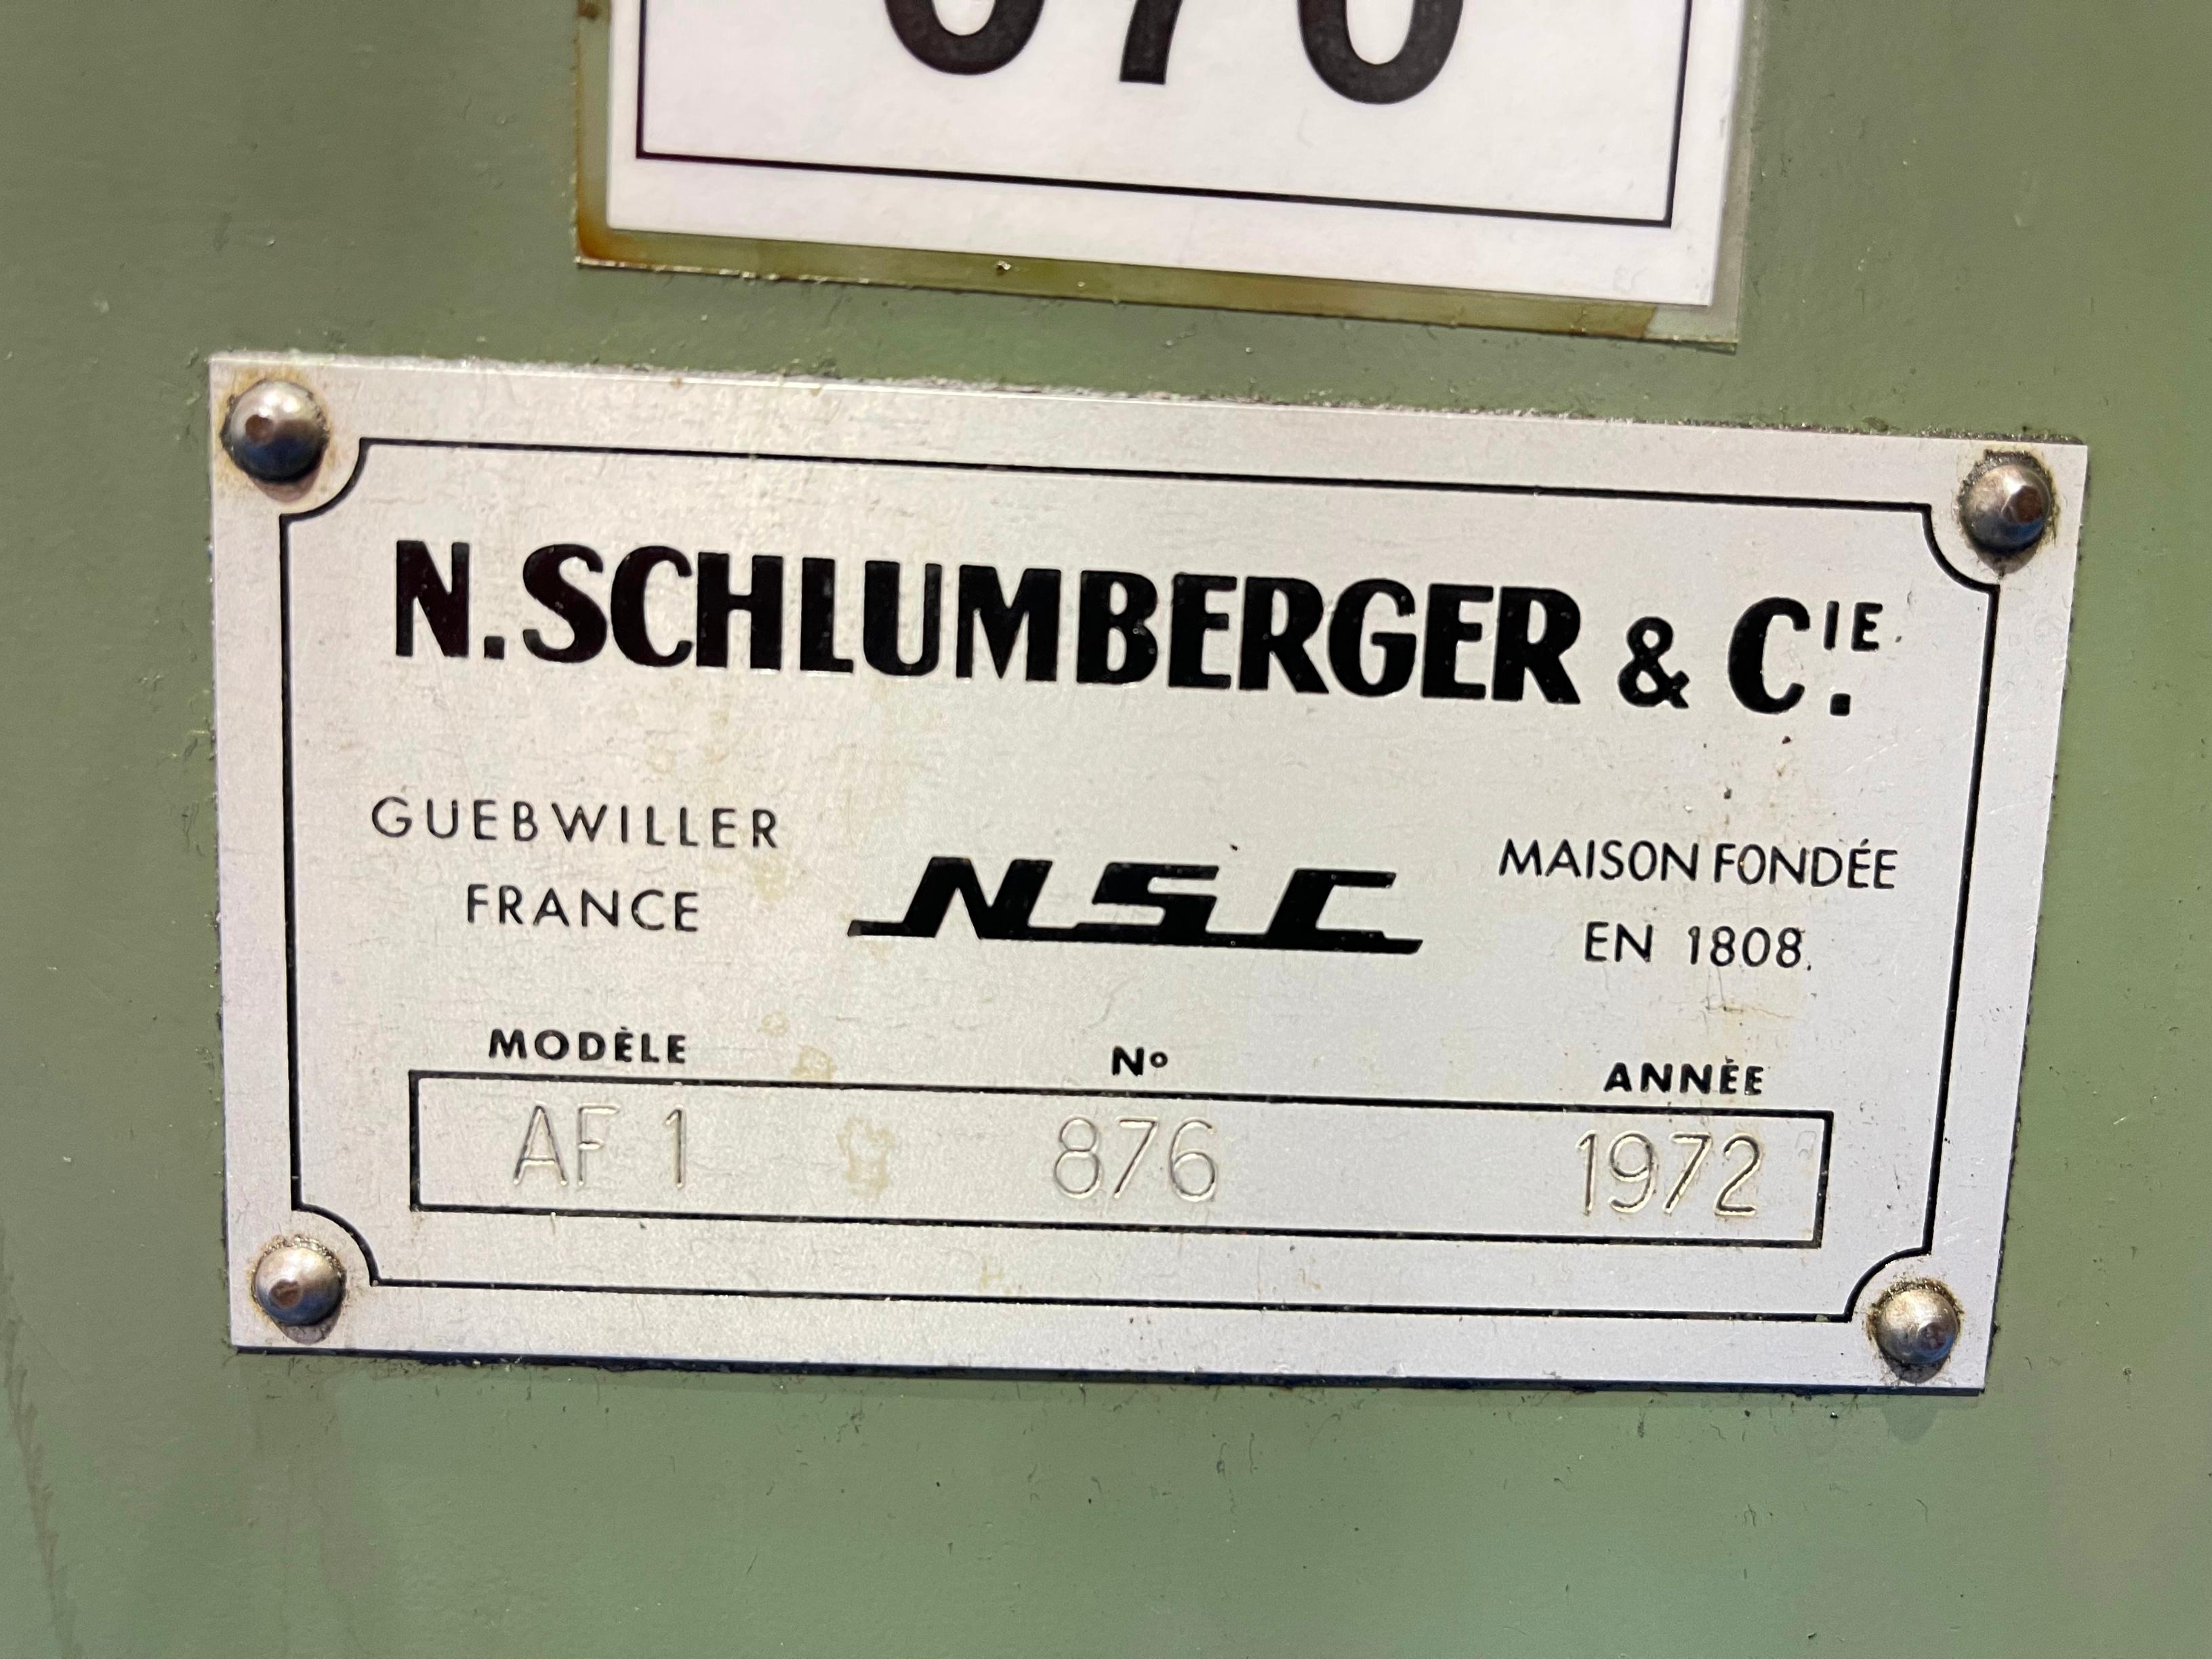 N. SCHLUMBERGER & CIE.
GUEBWILLER
FRANCE
NSC
MAISON FONDÉE
EN 1808.
MODÈLE
Nº
ANNÉE
AF 1
876
1972